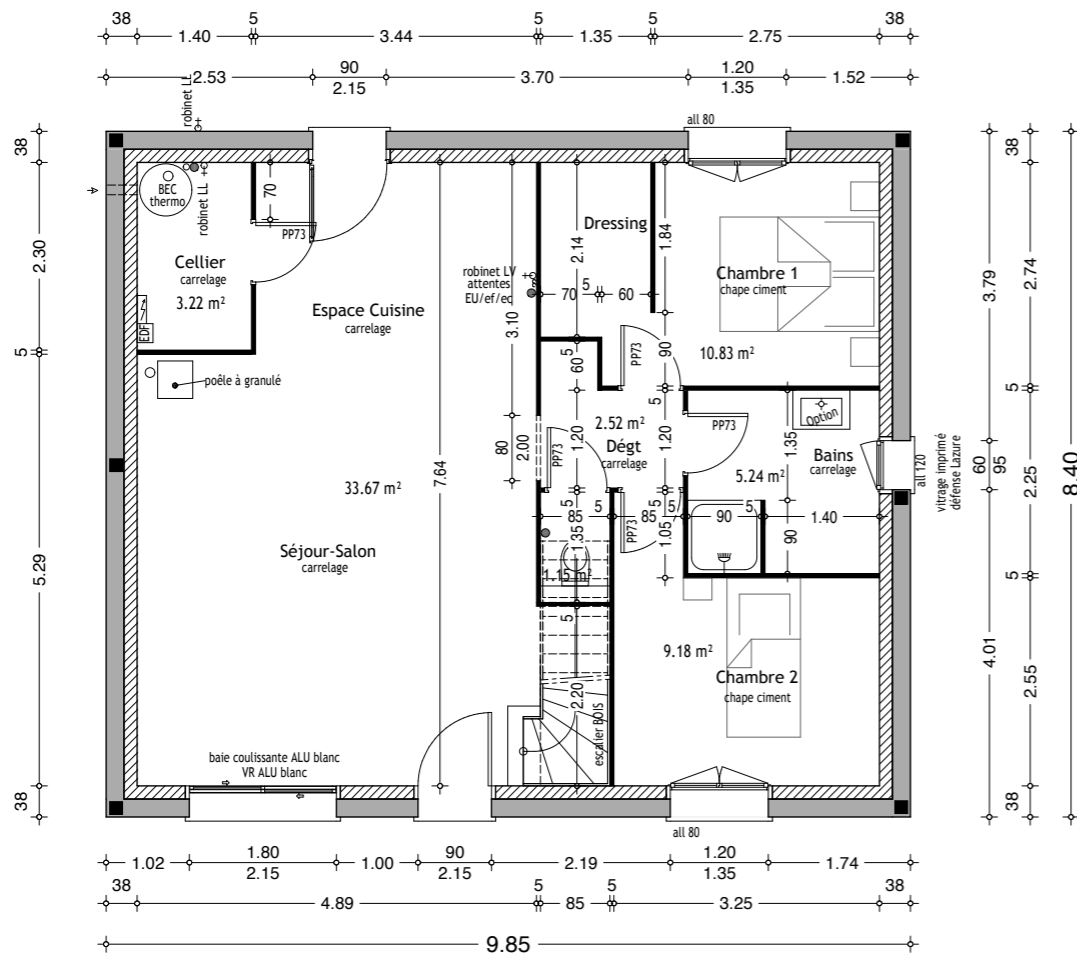 38 1.40 5 3.44 5 1.35 5 2.75 38
2.53 90 3.70 1.20 1.52
2.15 1.35
robinet LL
all 80
38
2.30
5
5.29
38
BEC
thermo
robinet LL
70
PP73
Cellier
carrelage
3.22 m²
EDF
poêle à granulé
Espace Cuisine
carrelage
robinet LV
attentes
EU/ef/ec
3.10
7.64
80
2.00
33.67 m²
Séjour-Salon
carrelage
baie coulissante ALU blanc
VR ALU blanc
Dressing
2.14
1.84
70 5 60
5
60
90
PP73
Chambre 1
chape ciment
10.83 m²
5
1.20
1.20
2.52 m²
Dégt
carrelage
PP73
PP73
Option
1.35
Bains
carrelage
5.24 m²
5
85 5 85 5 90 5 1.40
1.35
PP73
1.05
90
1.15 m²
5
2.20
escalier BOIS
9.18 m²
Chambre 2
chape ciment
all 80
all 120
vitrage imprimé
défense Lazure
3.79
60
95
4.01
38
2.74
5
2.25
5
2.55
38
8.40
1.02 1.80 1.00 90 2.19 1.20 1.74
2.15 2.15 1.35
38 4.89 5 85 5 3.25 38
9.85